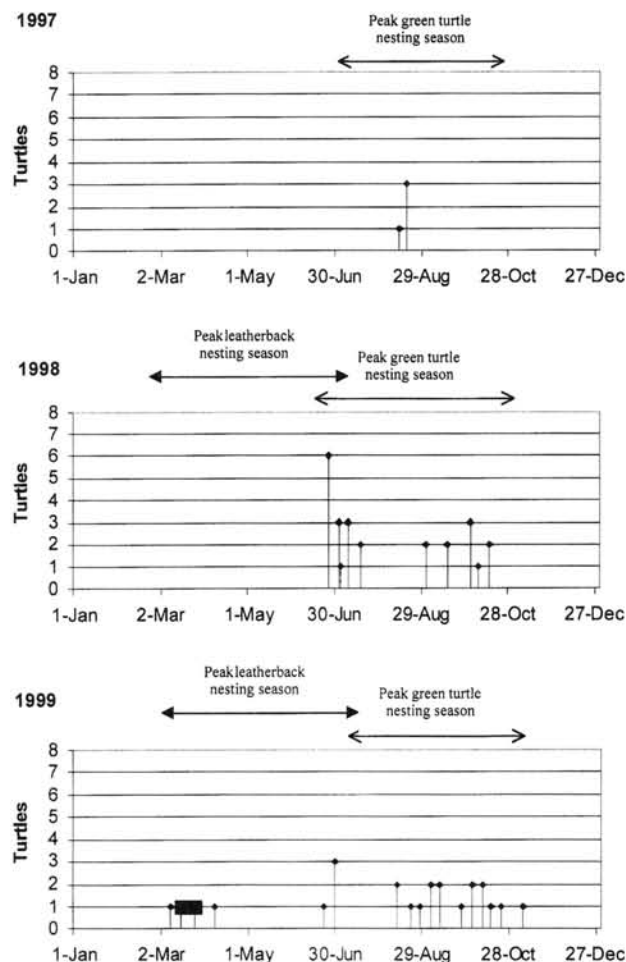 1997
Peak green turtle
nesting season
8
7
6
5
4
3
2
1
0
Turtles
1-Jan 2-Mar 1-May 30-Jun 29-Aug 28-Oct 27-Dec
Peak leatherback
nesting season
1998
Peak green turtle
nesting season
8
7
6
5
4
3
2
1
0
Turtles
1-Jan 2-Mar 1-May 30-Jun 29-Aug 28-Oct 27-Dec
Peak leatherback
nesting season
1999
Peak green turtle
nesting season
8
7
6
5
4
3
2
1
0
Turtles
1-Jan 2-Mar 1-May 30-Jun 29-Aug 28-Oct 27-Dec